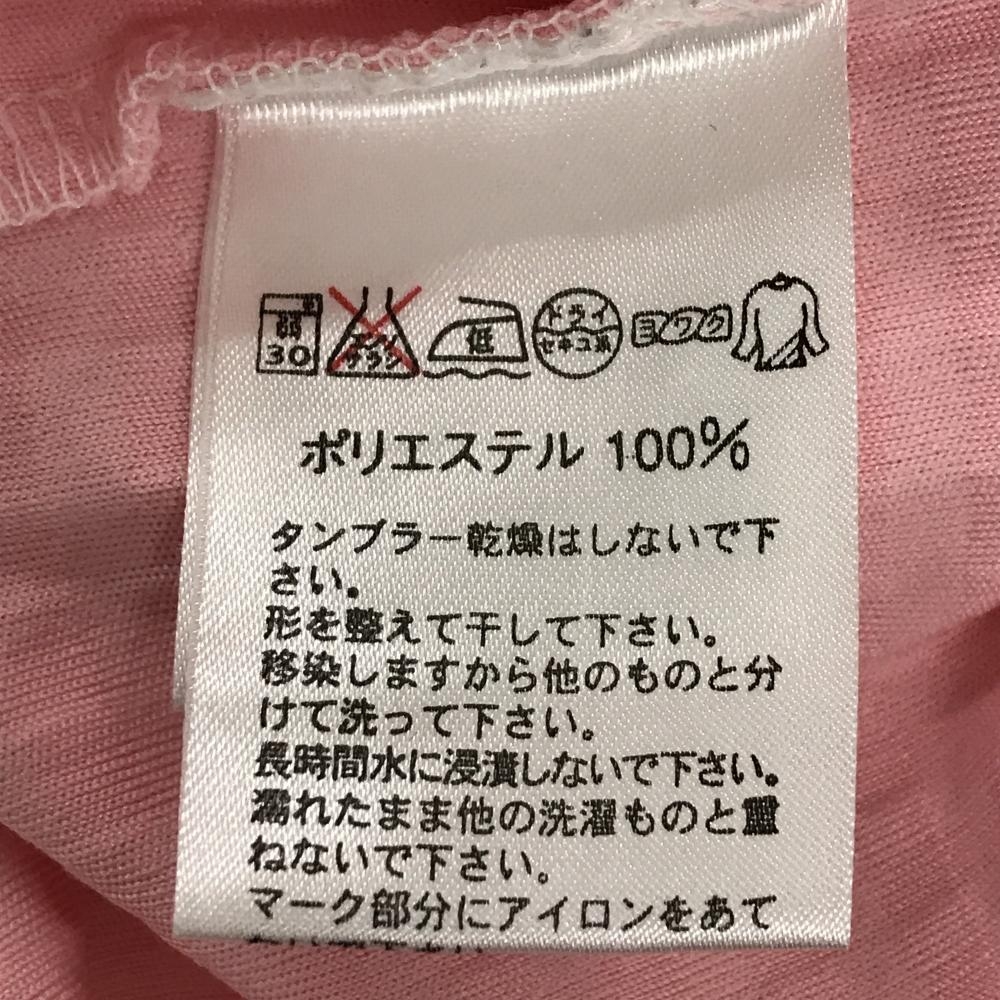 弱 30 エンソ サラシ 低 ドライ セキユ系 ヨワク
ポリエステル 100%
タンブラー乾燥はしないで下
さい。
形を整えて干して下さい。
移染しますから他のものと分
けて洗って下さい。
長時間水に浸漬しないで下さい。
濡れたまま他の洗濯ものと重
ねないで下さい。
マーク部分にアイロンをあて